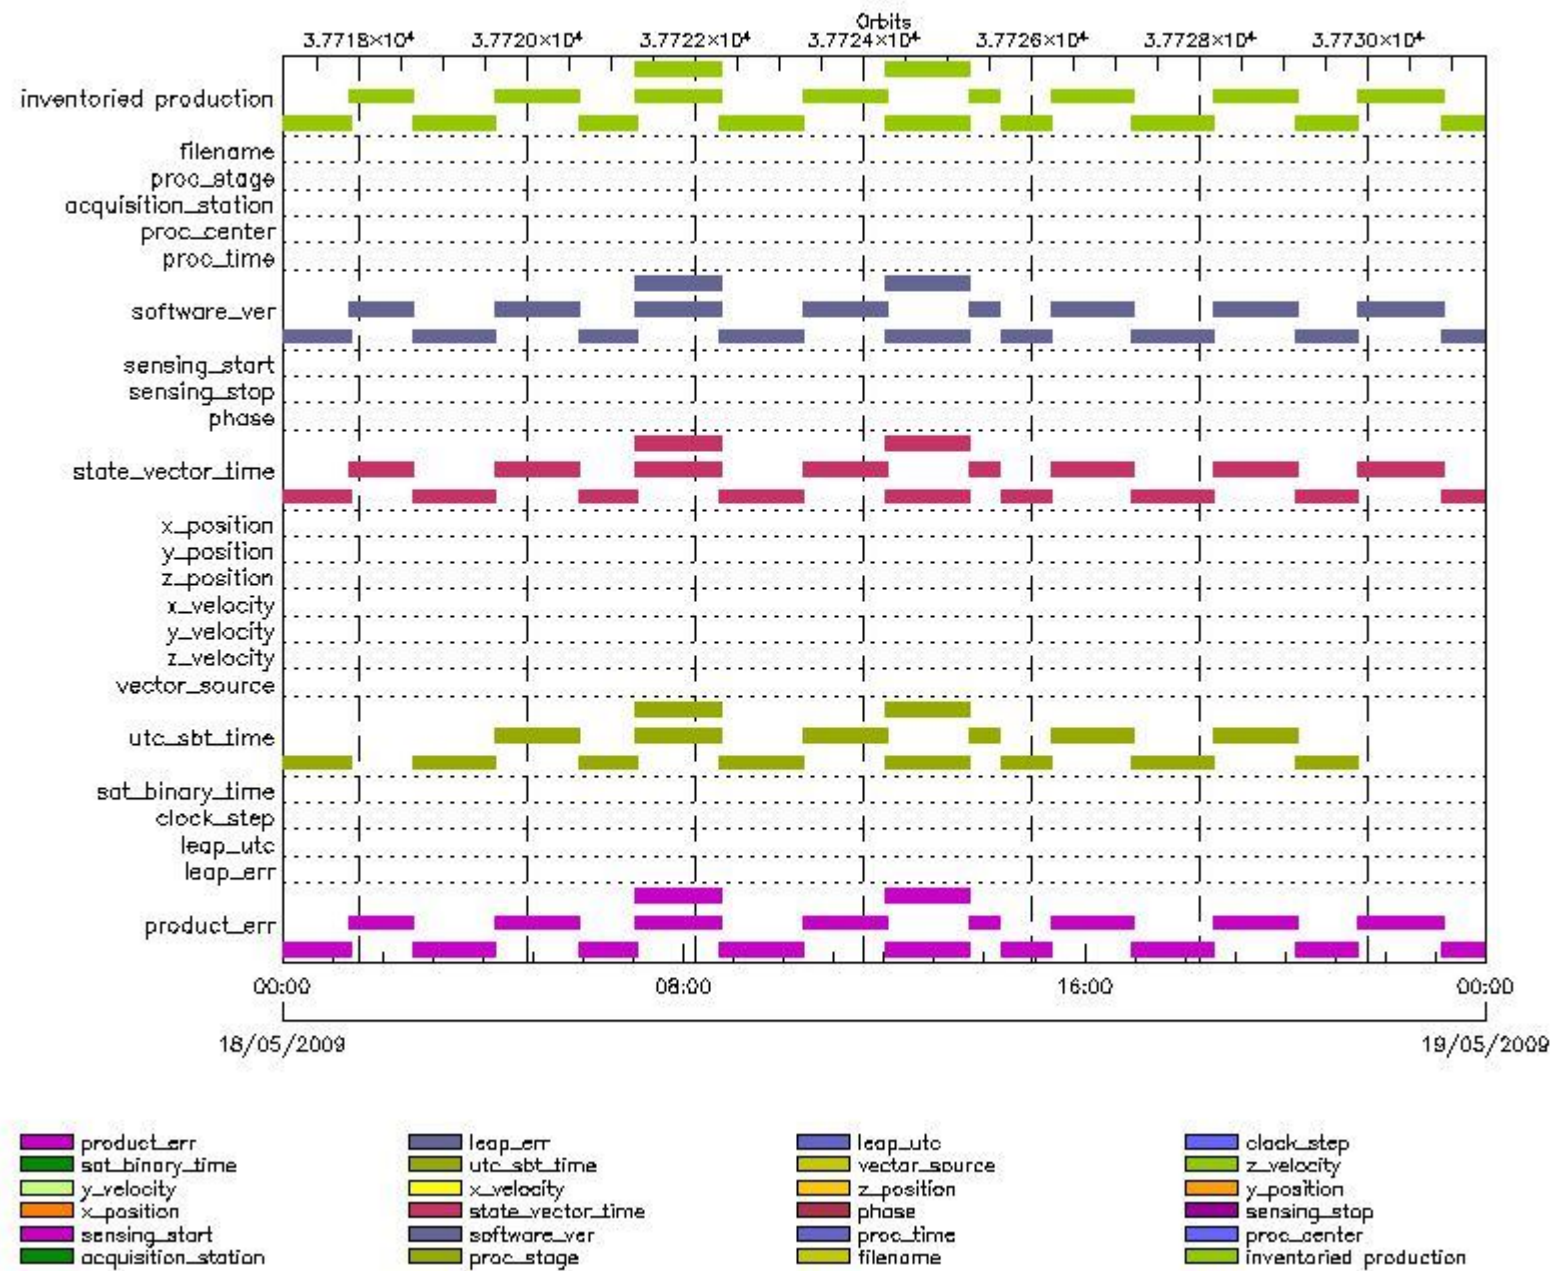 Orbits
3.7718×10⁴ 3.7720×10⁴ 3.7722×10⁴ 3.7724×10⁴ 3.7726×10⁴ 3.7728×10⁴ 3.7730×10⁴
inventoried production
filename
proc_stage
acquisition_station
proc_center
proc_time
software_ver
sensing_start
sensing_stop
phase
state_vector_time
x_position
y_position
z_position
x_velocity
y_velocity
z_velocity
vector_source
utc_sbt_time
sat_binary_time
clock_step
leap_utc
leap_err
product_err
00:00 08:00 16:00 00:00
18/05/2009 19/05/2009
product_err leap_err leap_utc clock_step
sat_binary_time utc_sbt_time vector_source z_velocity
y_velocity x_velocity z_position y_position
x_position state_vector_time phase sensing_stop
sensing_start software_ver proc_time proc_center
acquisition_station proc_stage filename inventoried production